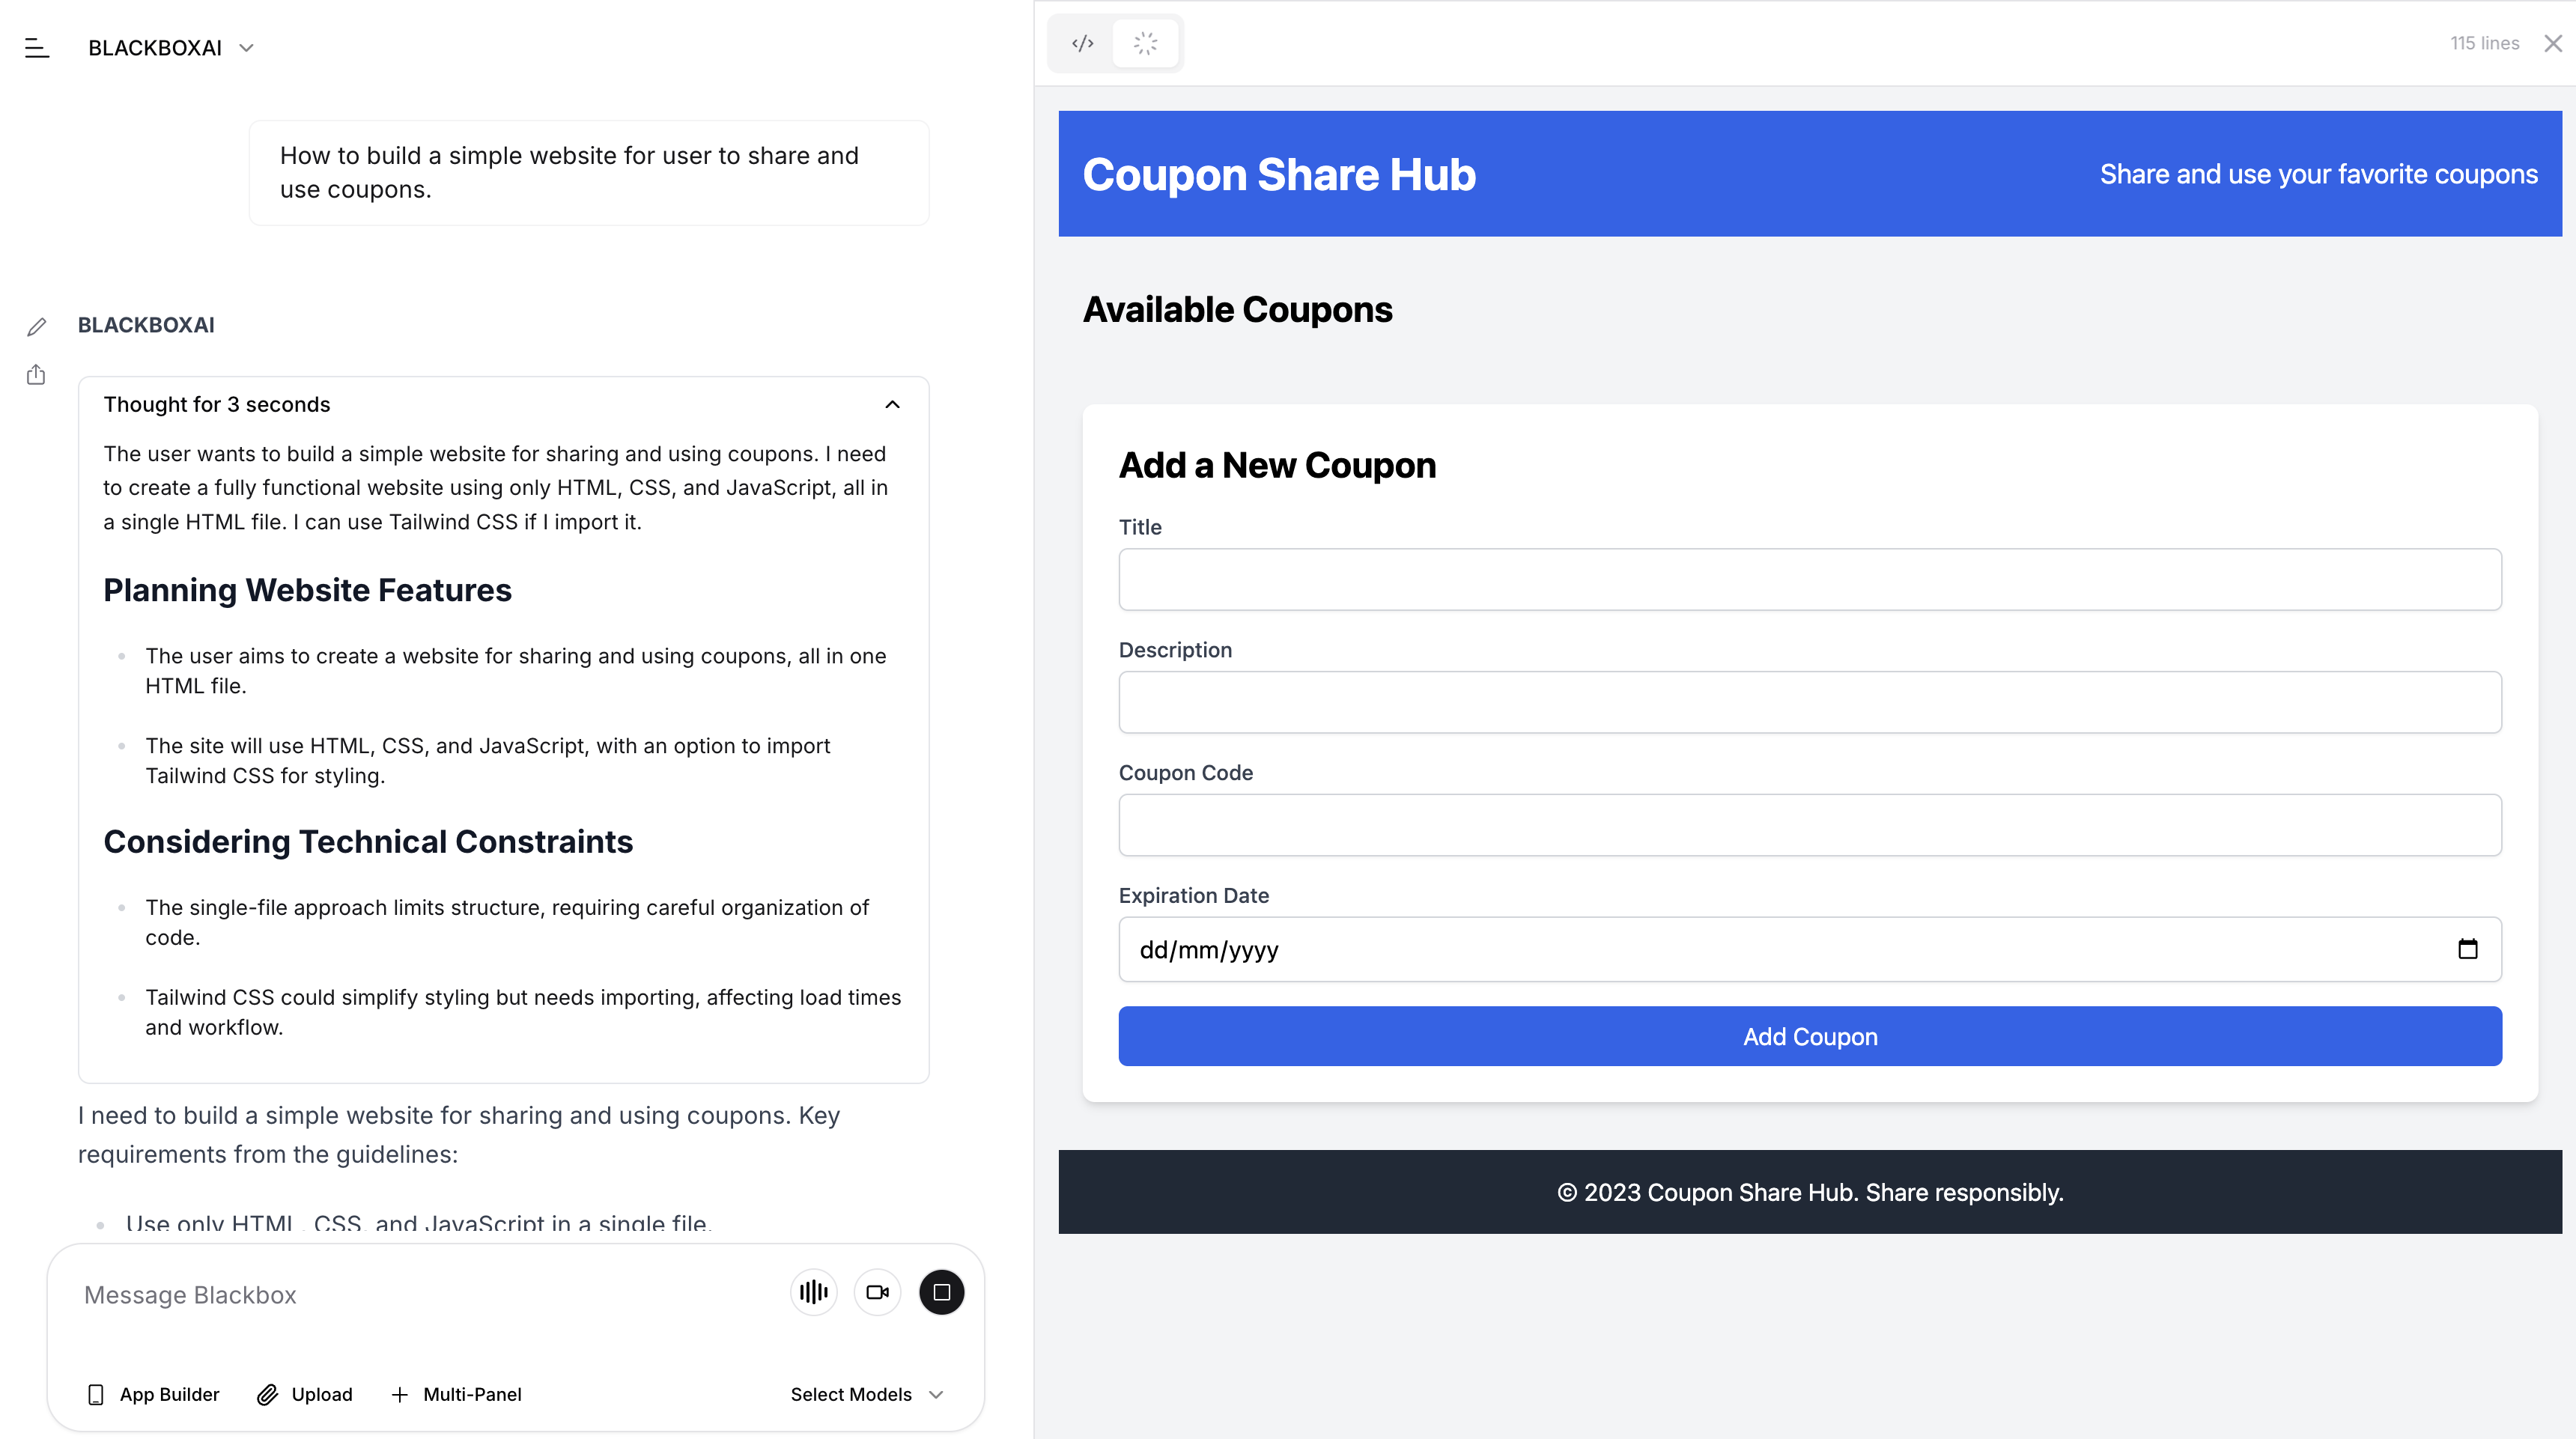 BLACKBOXAI
How to build a simple website for user to share and
use coupons.
BLACKBOXAI
Thought for 3 seconds
The user wants to build a simple website for sharing and using coupons. I need
to create a fully functional website using only HTML, CSS, and JavaScript, all in
a single HTML file. I can use Tailwind CSS if I import it.
Planning Website Features
The user aims to create a website for sharing and using coupons, all in one
HTML file.
The site will use HTML, CSS, and JavaScript, with an option to import
Tailwind CSS for styling.
Considering Technical Constraints
The single-file approach limits structure, requiring careful organization of
code.
Tailwind CSS could simplify styling but needs importing, affecting load times
and workflow.
I need to build a simple website for sharing and using coupons. Key
requirements from the guidelines:
Use only HTML, CSS, and JavaScript in a single file.
Message Blackbox
App Builder
Upload
Multi-Panel
Select Models
115 lines
Coupon Share Hub
Share and use your favorite coupons
Available Coupons
Add a New Coupon
Title
Description
Coupon Code
Expiration Date
dd/mm/yyyy
Add Coupon
© 2023 Coupon Share Hub. Share responsibly.